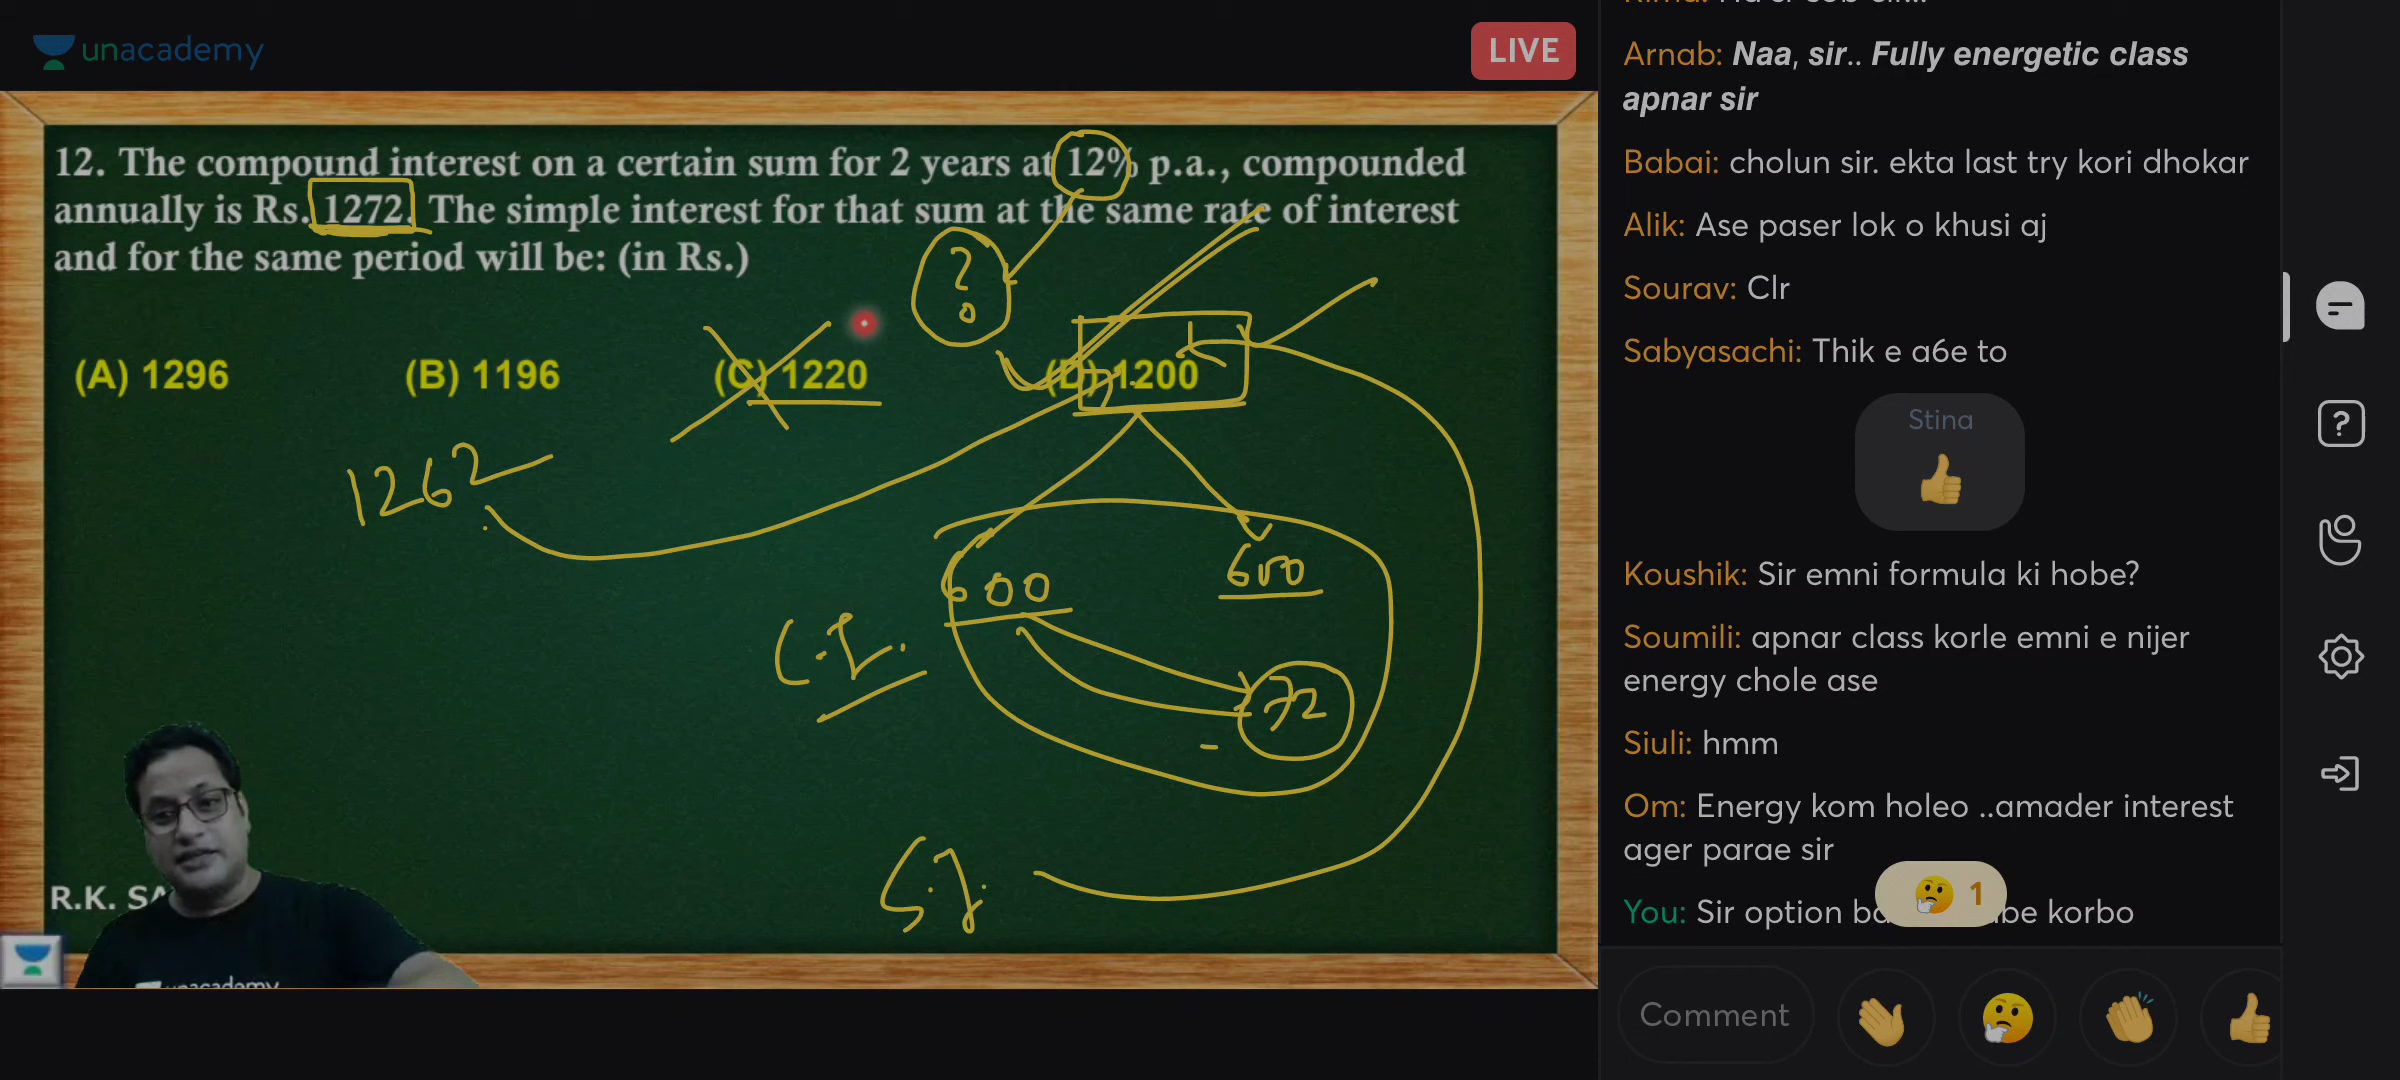 unacademy
LIVE
12. The compound interest on a certain sum for 2 years at 12% p.a., compounded
annually is Rs. 1272. The simple interest for that sum at the same rate of interest
and for the same period will be: (in Rs.)
?
(A) 1296 (B) 1196 (C) 1220 (D) 1200
1262
600 600
C.I.
72
S.I.
R.K. SA
unacademy
Arnab: Naa, sir.. Fully energetic class
apnar sir
Babai: cholun sir. ekta last try kori dhokar
Alik: Ase paser lok o khusi aj
Sourav: Clr
Sabyasachi: Thik e a6e to
Stina
👍
Koushik: Sir emni formula ki hobe?
Soumili: apnar class korle emni e nijer
energy chole ase
Siuli: hmm
Om: Energy kom holeo ..amader interest
ager parae sir
🤔 1
You: Sir option korbo
Comment